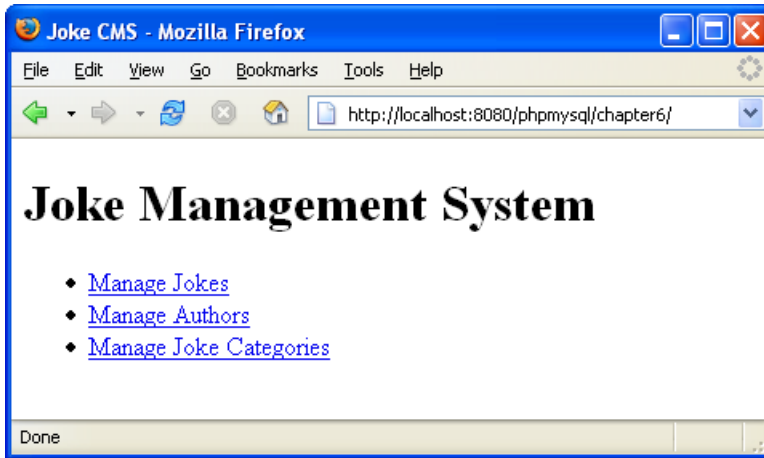 Joke CMS - Mozilla Firefox
File Edit View Go Bookmarks Tools Help
http://localhost:8080/phpmysql/chapter6/
Joke Management System
Manage Jokes
Manage Authors
Manage Joke Categories
Done